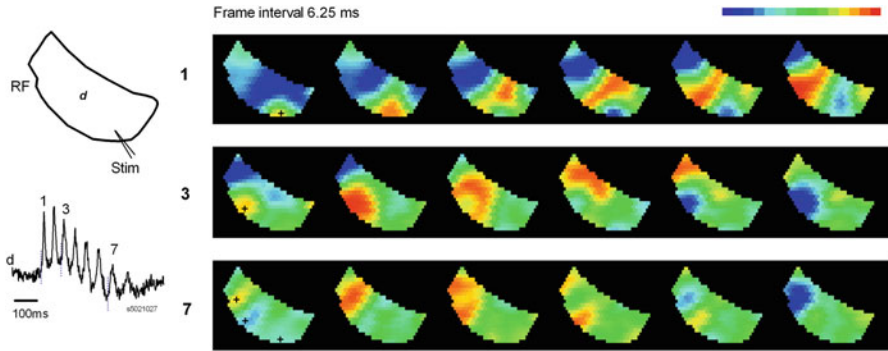 Frame interval 6.25 ms
RF
d
Stim
1
3
7
1
3
7
d
100ms
s5021027